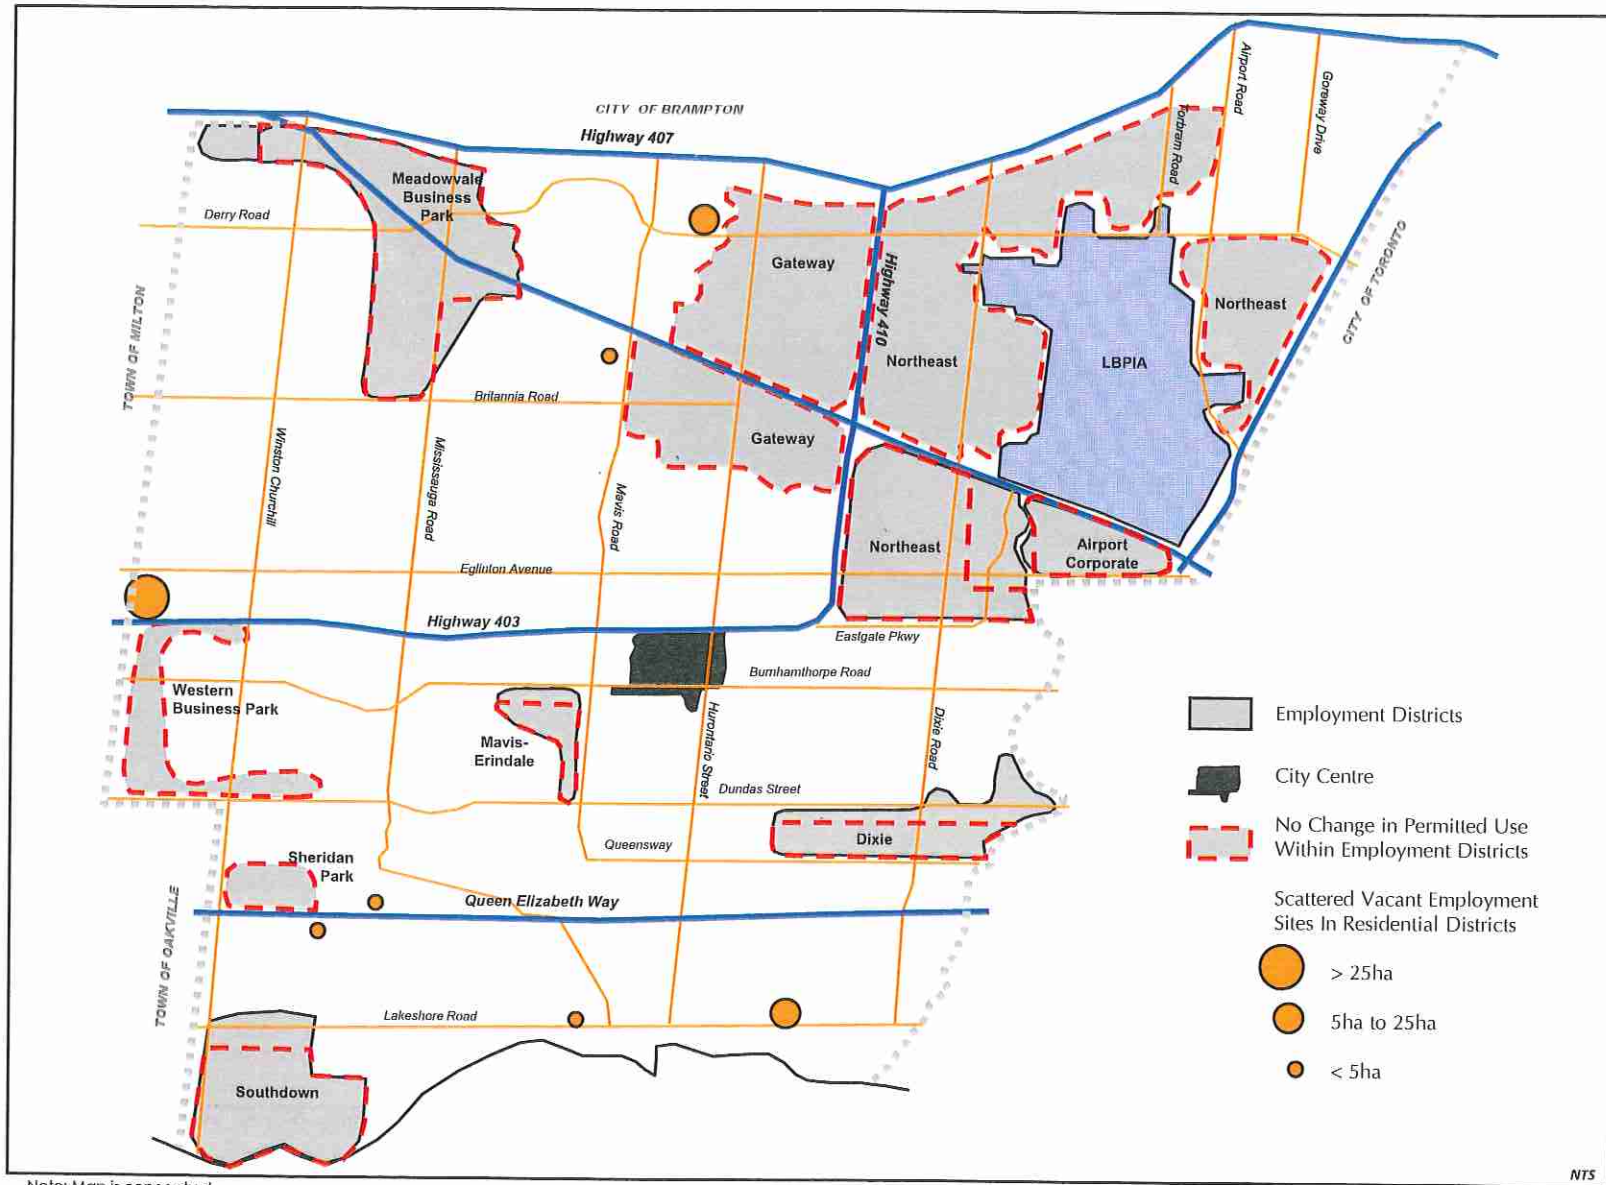 CITY OF BRAMPTON
Highway 407
Airport Road
Goreway Drive
Torbram Road
Meadowvale
Business
Park
Derry Road
Gateway
Highway 410
Northeast
CITY OF TORONTO
TOWN OF MILTON
Northeast
LBPIA
Britannia Road
Gateway
Winston Churchill
Mississauga Road
Mavis Road
Northeast
Airport
Corporate
Eglinton Avenue
Highway 403
Eastgate Pkwy
Burnhamthorpe Road
Western
Business Park
Mavis-
Erindale
Hurontario Street
Dixie Road
Dundas Street
Dixie
Queensway
Sheridan
Park
Queen Elizabeth Way
TOWN OF OAKVILLE
Lakeshore Road
Southdown
Employment Districts
City Centre
No Change in Permitted Use
Within Employment Districts
Scattered Vacant Employment
Sites In Residential Districts
> 25ha
5ha to 25ha
< 5ha
NTS
Note: Map is conceptual